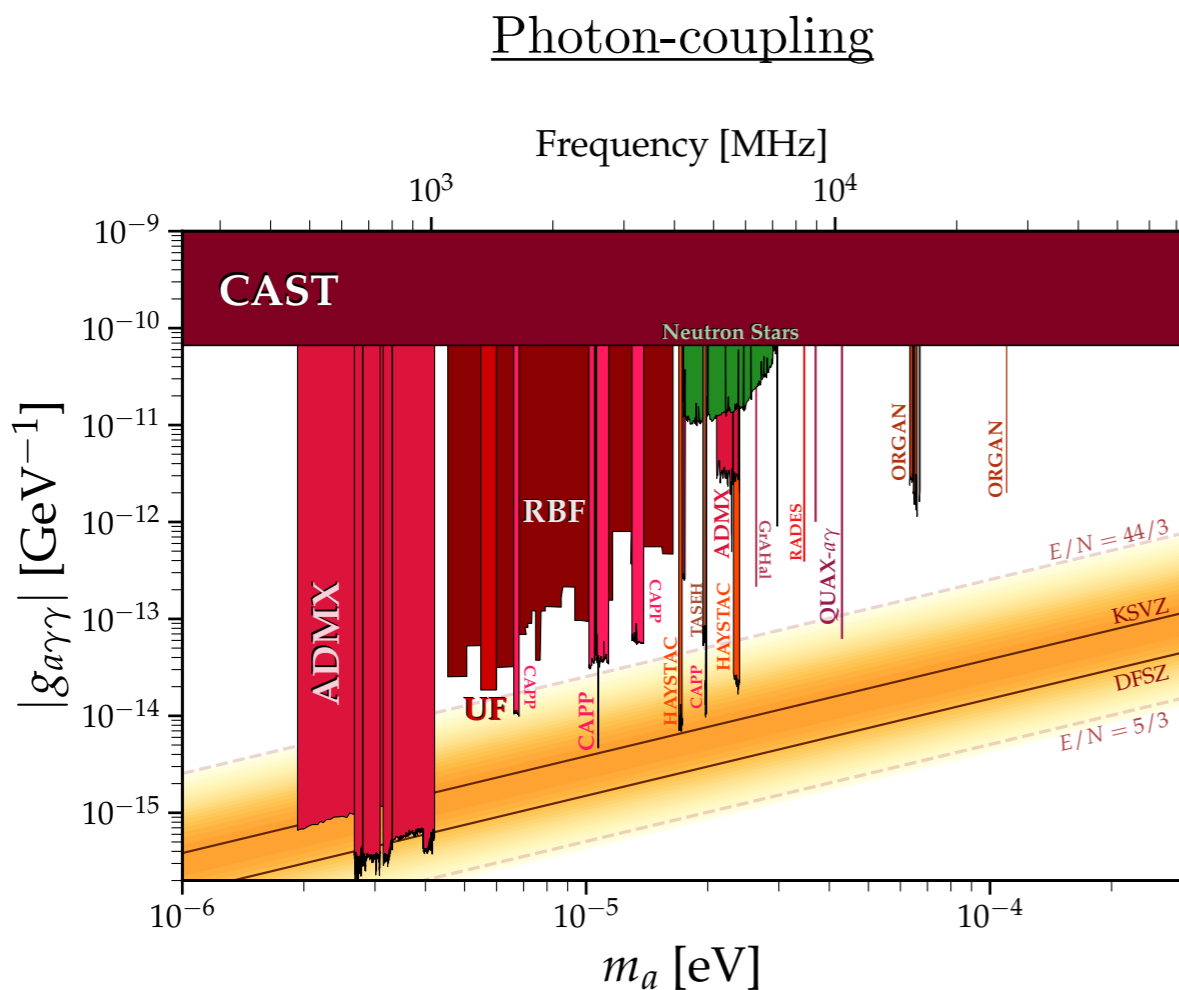 Photon-coupling
Frequency [MHz]
10³ 10⁴
10⁻⁹
CAST
10⁻¹⁰
Neutron Stars
10⁻¹¹
ORGAN
ORGAN
RBF
10⁻¹²
ADMX
GrAHal
RADES
QUAX-aγ
E/N = 44/3
ADMX
CAPP
TASEH
HAYSTAC
10⁻¹³
KSVZ
CAPP
HAYSTAC
CAPP
DFSZ
UF
CAPP
10⁻¹⁴
E/N = 5/3
10⁻¹⁵
|g_{aγγ}| [GeV⁻¹]
10⁻⁶ 10⁻⁵ 10⁻⁴
m_a [eV]